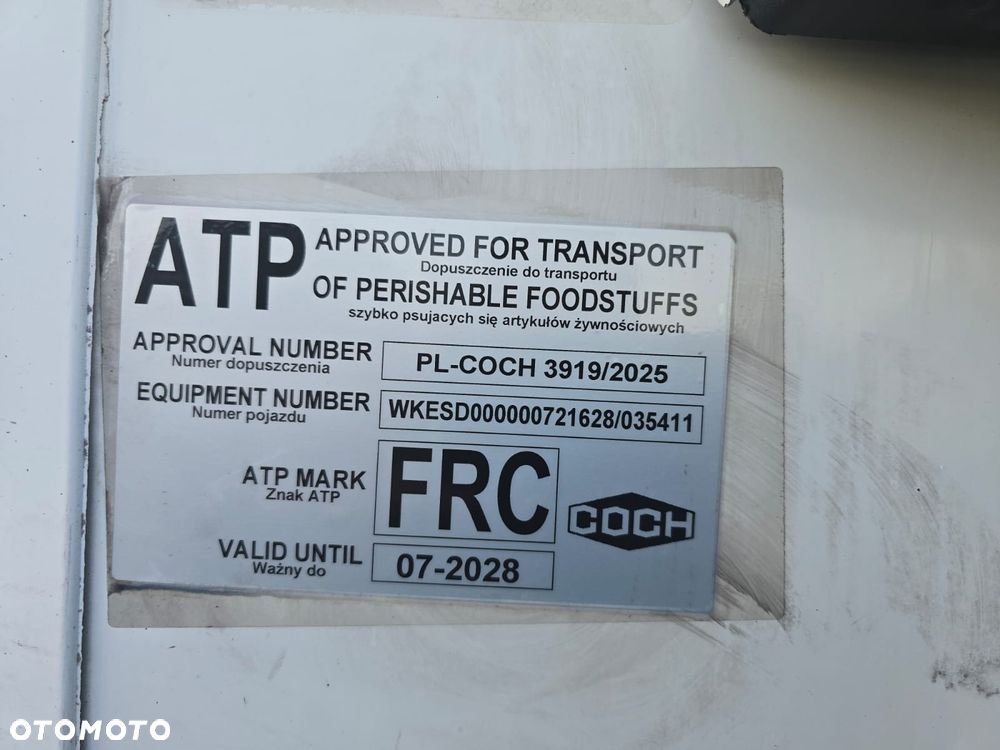 ATP APPROVED FOR TRANSPORT
Dopuszczenie do transportu
OF PERISHABLE FOODSTUFFS
szybko psujacych się artykułów żywnościowych
APPROVAL NUMBER PL-COCH 3919/2025
Numer dopuszczenia
EQUIPMENT NUMBER WKESD000000721628/035411
Numer pojazdu
ATP MARK FRC
Znak ATP
COCH
VALID UNTIL 07-2028
Ważny do
OTOMOTO